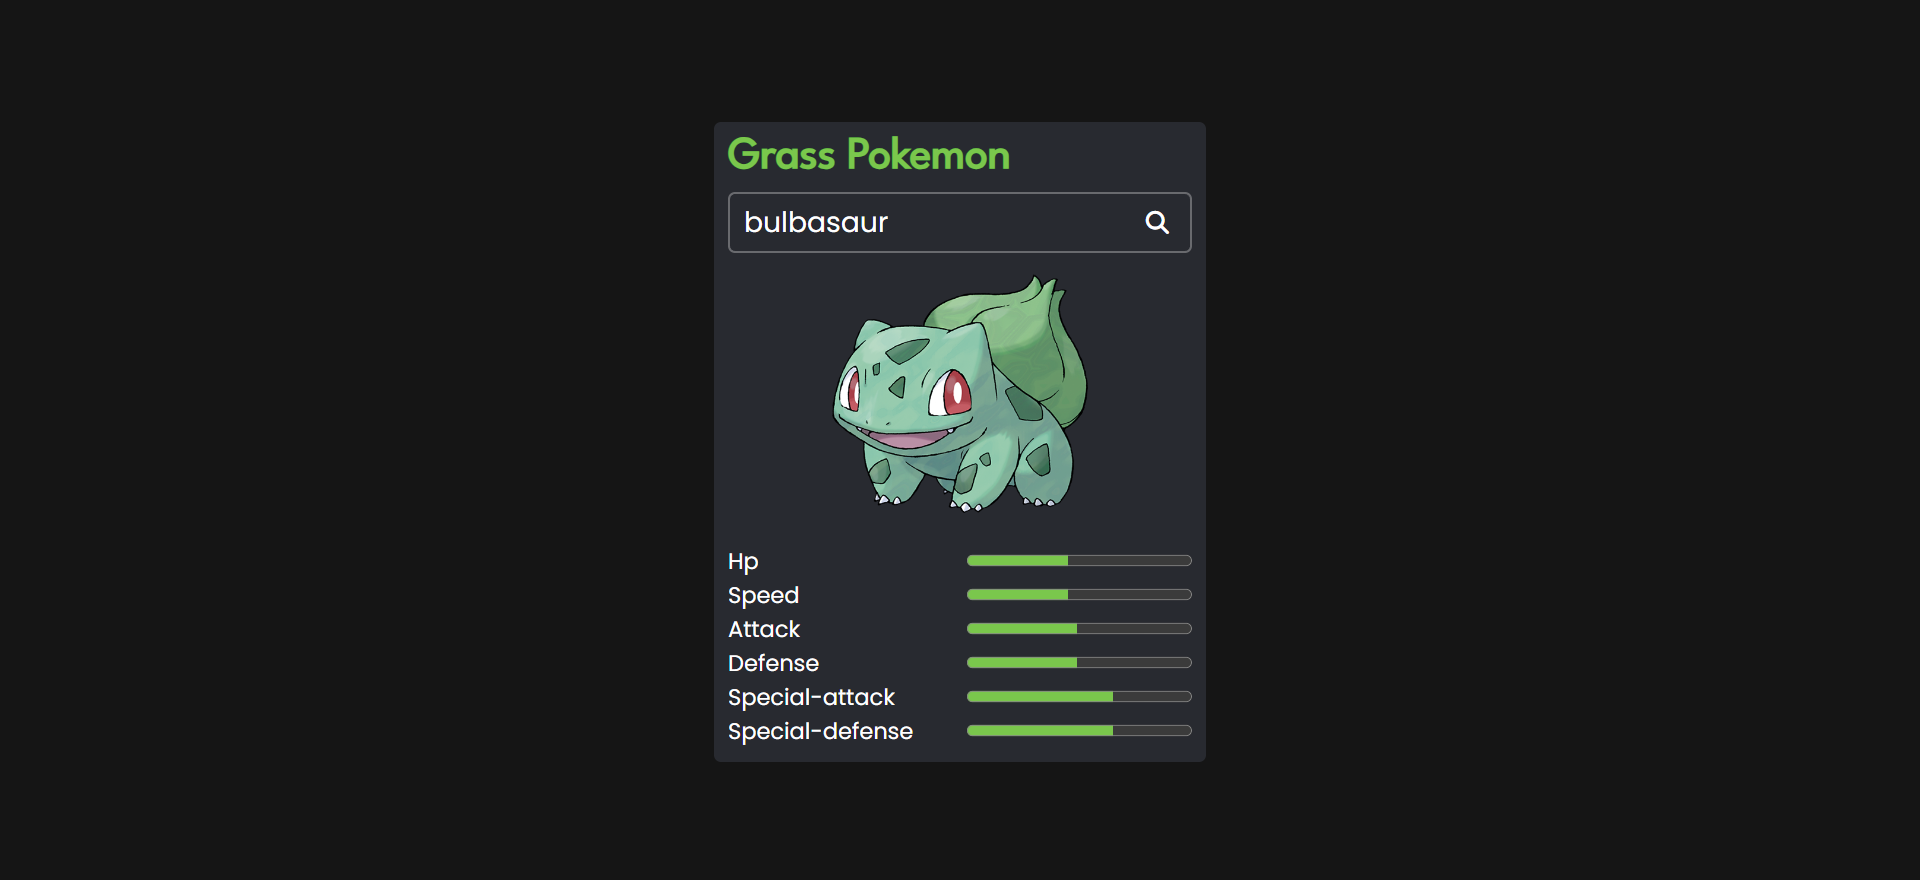 Grass Pokemon
bulbasaur
Hp
Speed
Attack
Defense
Special-attack
Special-defense